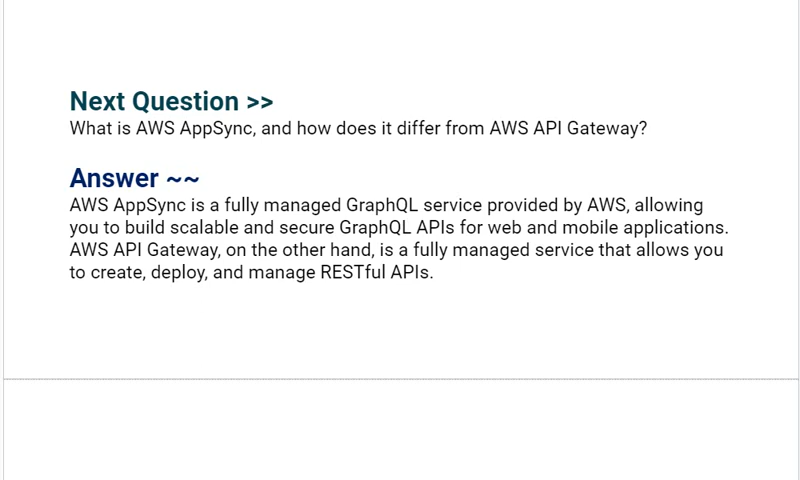 Next Question >>
What is AWS AppSync, and how does it differ from AWS API Gateway?
Answer ~~
AWS AppSync is a fully managed GraphQL service provided by AWS, allowing
you to build scalable and secure GraphQL APIs for web and mobile applications.
AWS API Gateway, on the other hand, is a fully managed service that allows you
to create, deploy, and manage RESTful APIs.